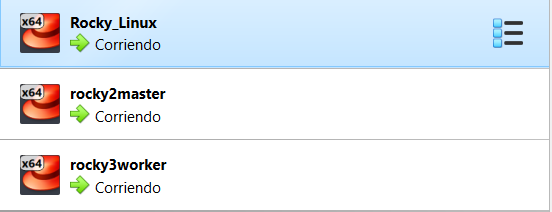 x64
Rocky_Linux
Corriendo
x64
rocky2master
Corriendo
x64
rocky3worker
Corriendo